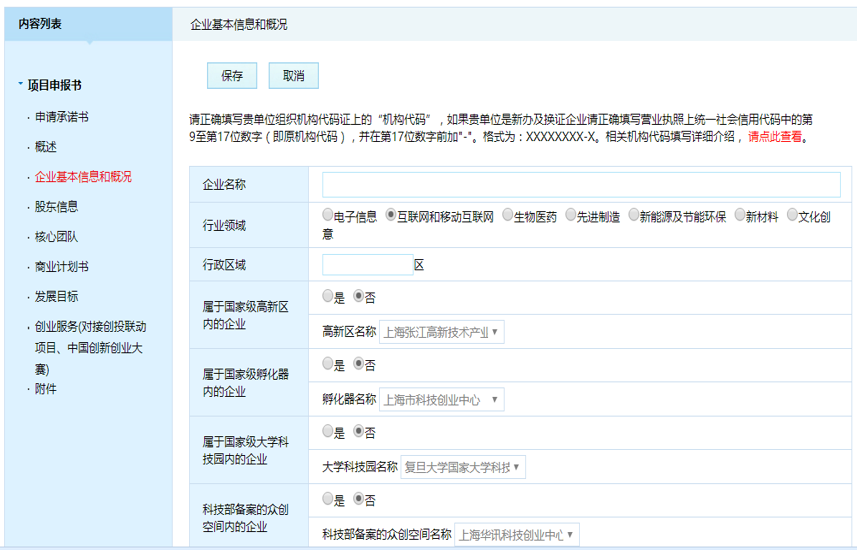 内容列表
企业基本信息和概况
项目申报书
保存 取消
· 申请承诺书
· 概述
· 企业基本信息和概况
· 股东信息
· 核心团队
· 商业计划书
· 发展目标
· 创业服务(对接创投联动
项目、中国创新创业大
赛)
· 附件
请正确填写贵单位组织机构代码证上的“机构代码”，如果贵单位是新办及换证企业请正确填写营业执照上统一社会信用代码中的第
9至第17位数字（即原机构代码），并在第17位数字前加"-"。格式为：XXXXXXXX-X。相关机构代码填写详细介绍，请点此查看。
企业名称
行业领域
电子信息 互联网和移动互联网 生物医药 先进制造 新能源及节能环保 新材料 文化创
意
行政区域 区
属于国家级高新区
内的企业
是 否
高新区名称 上海张江高新技术产业
属于国家级孵化器
内的企业
是 否
孵化器名称 上海市科技创业中心
属于国家级大学科
技园内的企业
是 否
大学科技园名称 复旦大学国家大学科技
科技部备案的众创
空间内的企业
是 否
科技部备案的众创空间名称 上海华讯科技创业中心